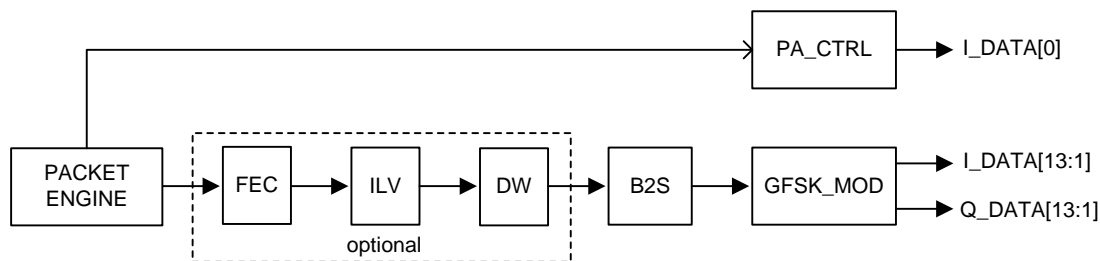 PA_CTRL
I_DATA[0]
PACKET
ENGINE
FEC
ILV
DW
B2S
GFSK_MOD
I_DATA[13:1]
Q_DATA[13:1]
optional